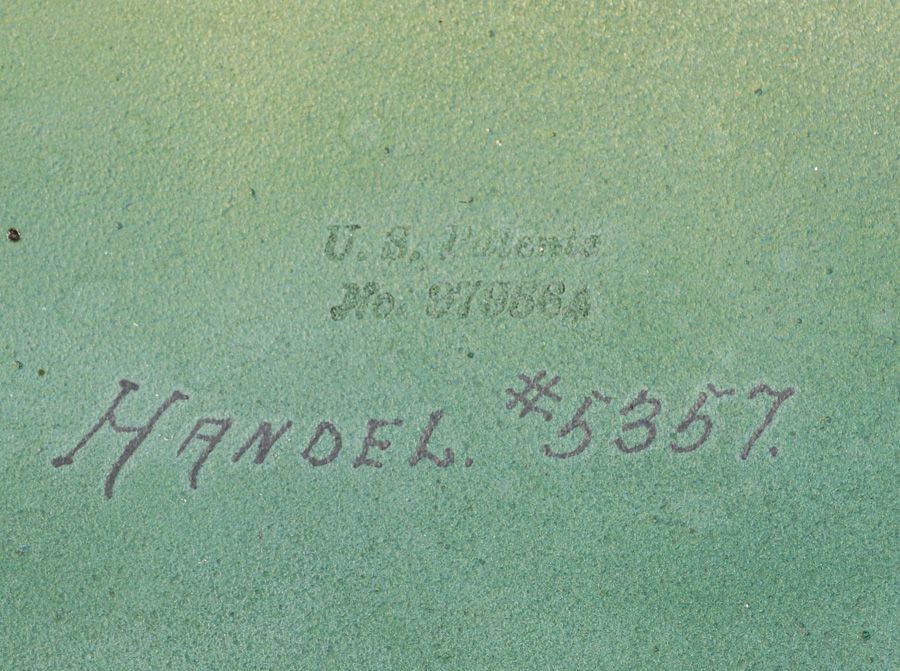 U. S. Patents
No. 979664
HANDEL. #5357.